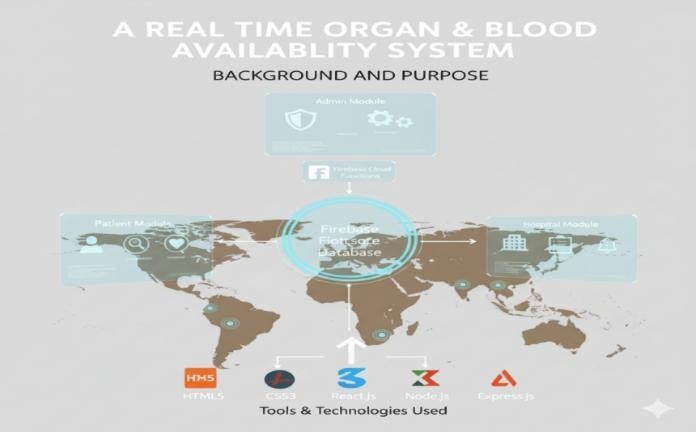 A REAL TIME ORGAN & BLOOD
AVAILABLITY SYSTEM
BACKGROUND AND PURPOSE
Admin Module
Firebase Cloud
Functions
Patient Module
Firebase
Database
Hospital Module
HTML5
CSS3
React.js
Node.js
Express.js
Tools & Technologies Used